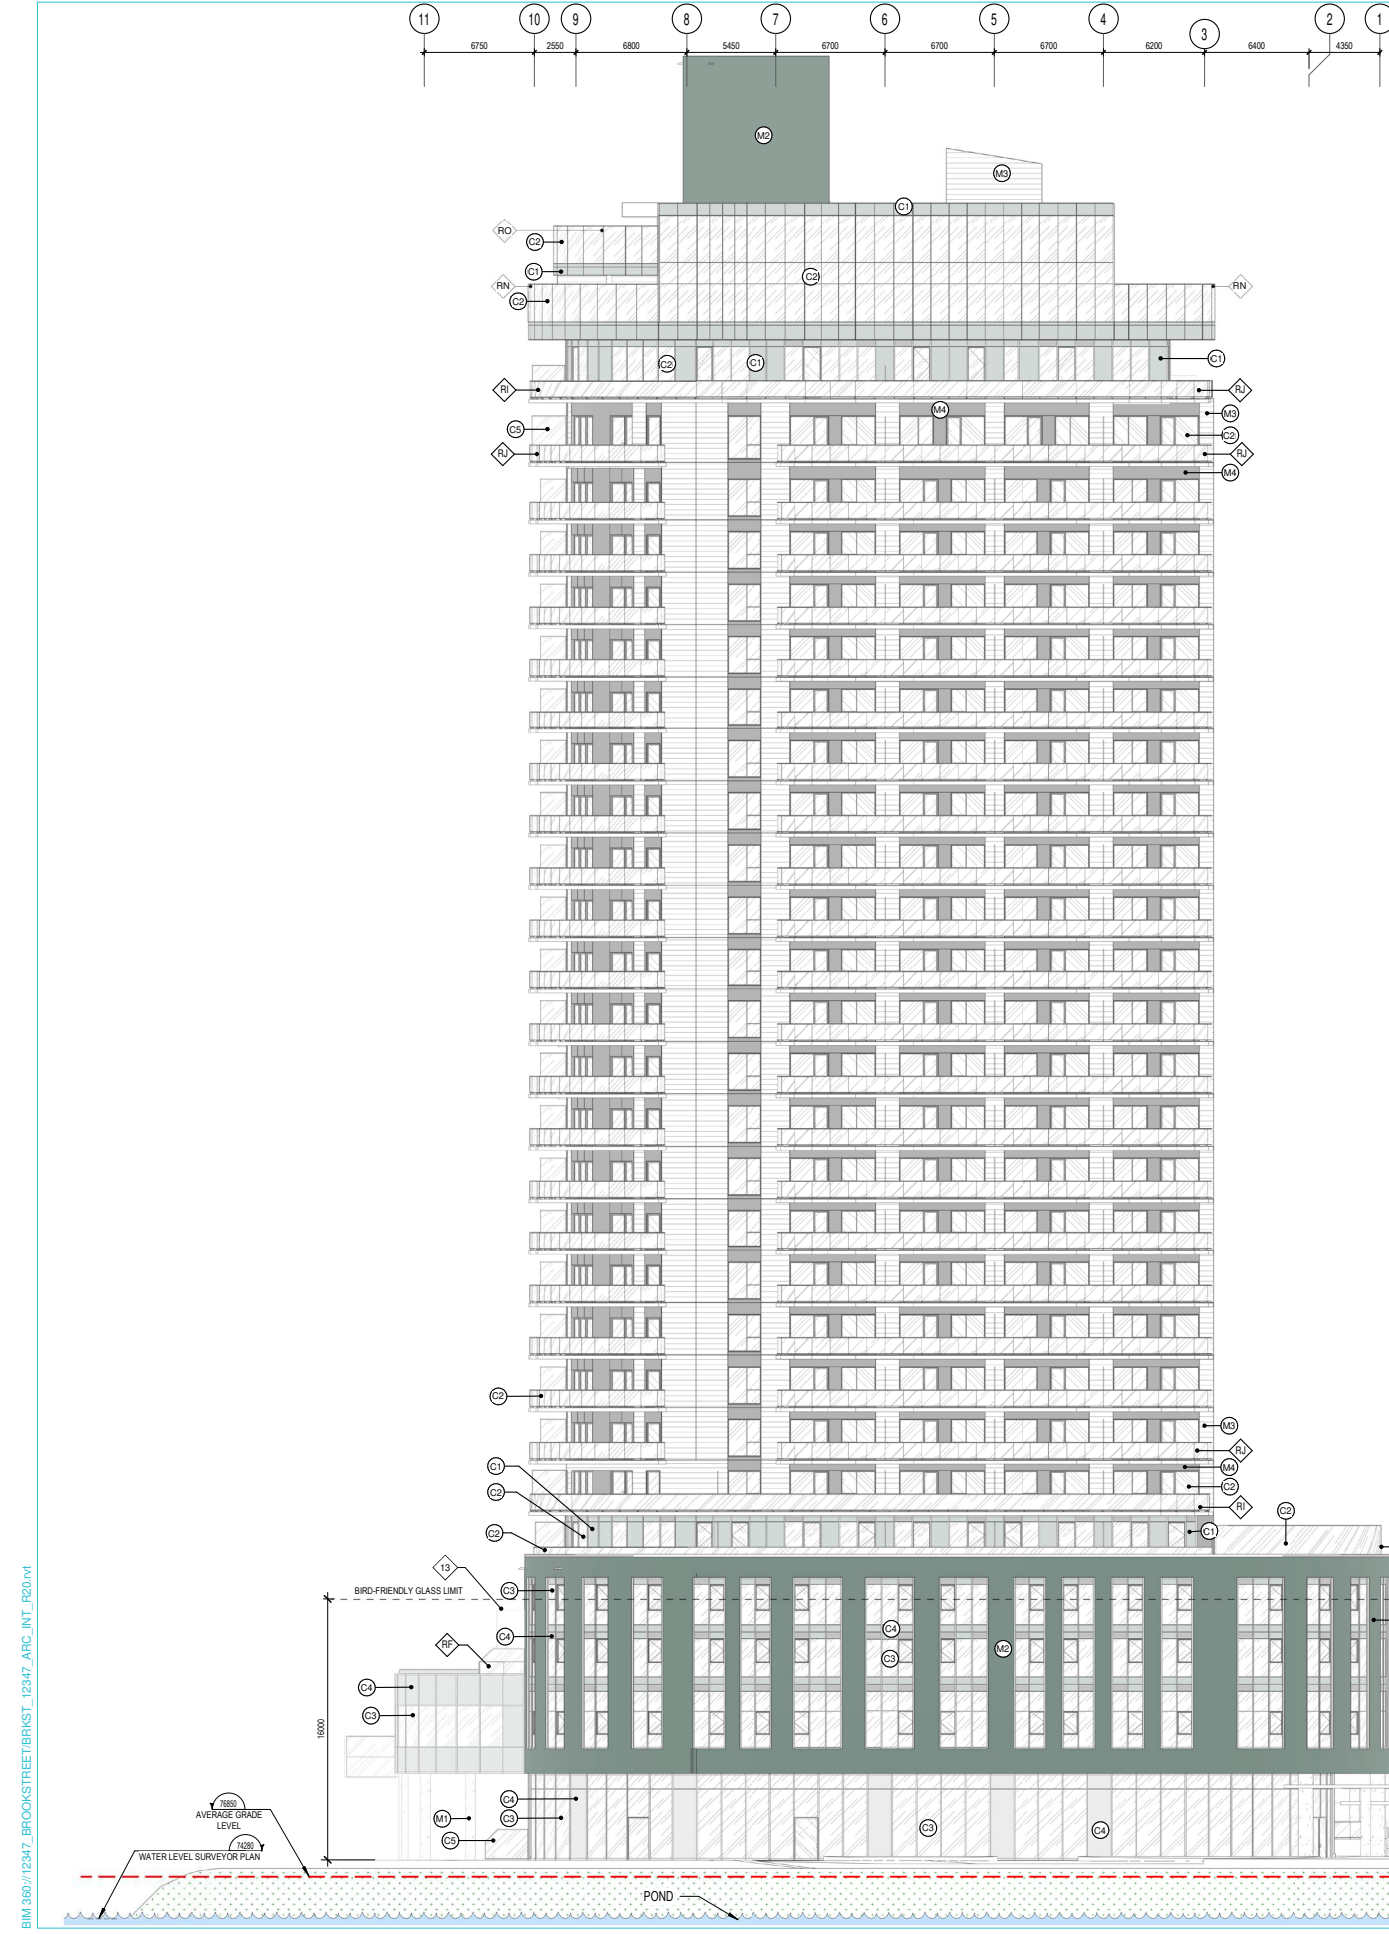 11 10 9 8 7 6 5 4 3 2 1
6750 2550 6800 5450 6700 6700 6700 6200 6400 4350
M2
M3
C1
RO
C2
C1
C2
RN
RN
C2
C2
C1
C1
RI
RJ
M4
M3
C5
C2
RJ
RJ
M4
C2
M3
RJ
C1
M4
C2
C2
RI
C2
C2
C1
13
BIRD-FRIENDLY GLASS LIMIT
C3
C4
C4
M2
RF
C3
C4
C3
16000
C4
C3
M1
C3
C4
C5
76850
AVERAGE GRADE
LEVEL
74280
WATER LEVEL SURVEYOR PLAN
POND
BIM 360://12347_BROOKSTREET/BRKST_12347_ARC_INT_R20.rvt